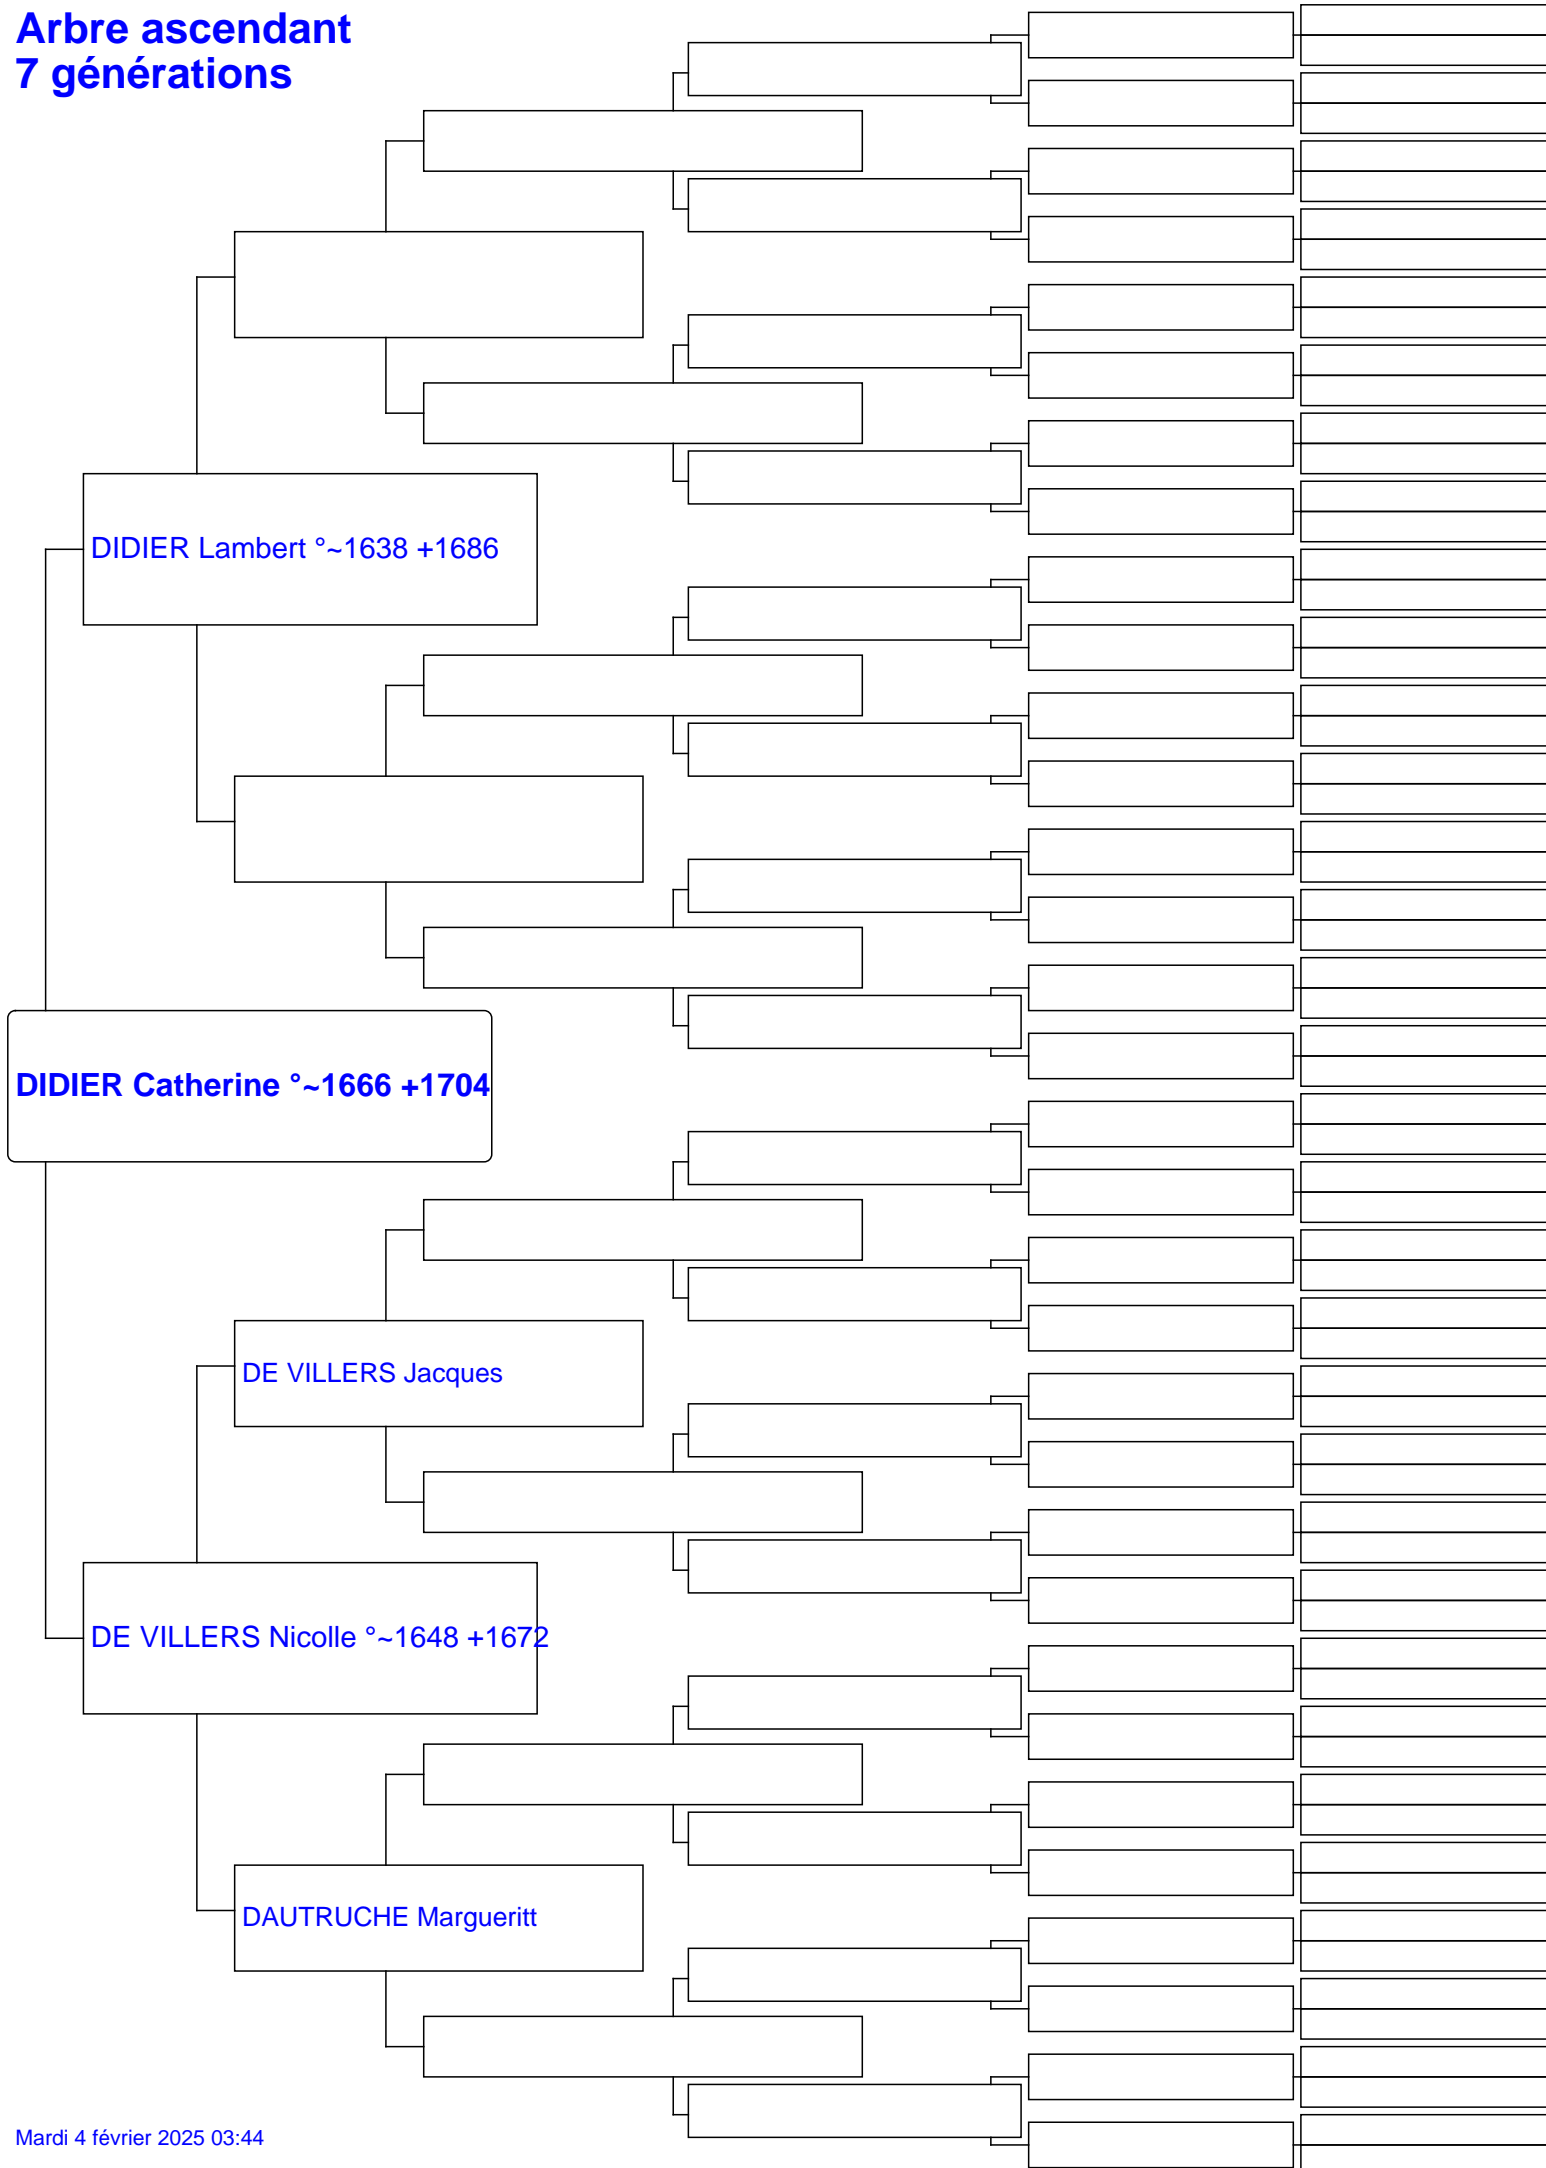 Arbre ascendant
7 générations
DIDIER Lambert °~1638 +1686
DIDIER Catherine °~1666 +1704
DE VILLERS Jacques
DE VILLERS Nicolle °~1648 +1672
DAUTRUCHE Margueritt
Mardi 4 février 2025 03:44